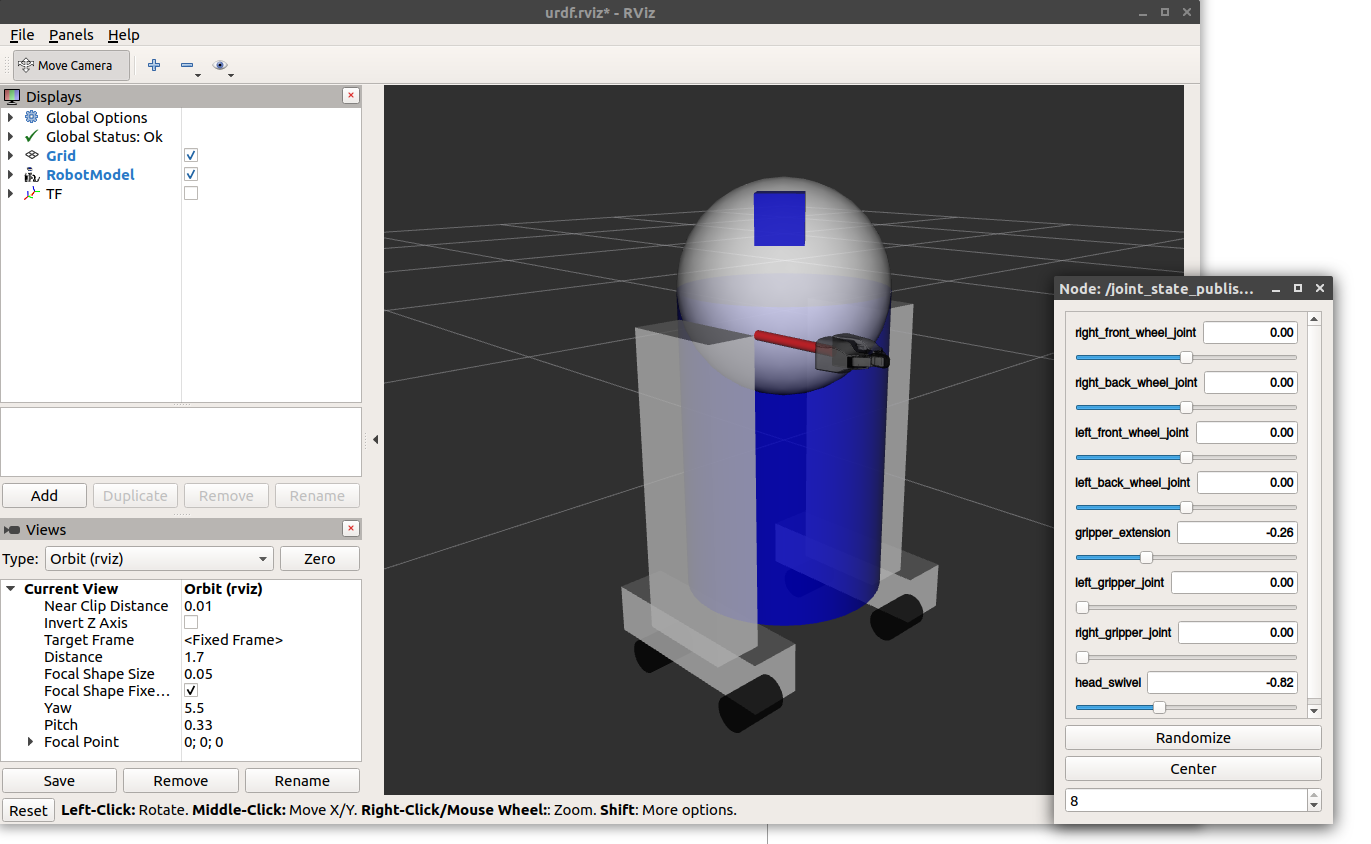 urdf.rviz* - RViz
File Panels Help
Move Camera
Displays
Global Options
Global Status: Ok
Grid
RobotModel
TF
Add Duplicate Remove Rename
Views
Type: Orbit (rviz) Zero
Current View Orbit (rviz)
Near Clip Distance 0.01
Invert Z Axis
Target Frame <Fixed Frame>
Distance 1.7
Focal Shape Size 0.05
Focal Shape Fixe...
Yaw 5.5
Pitch 0.33
Focal Point 0; 0; 0
Save Remove Rename
Reset Left-Click: Rotate. Middle-Click: Move X/Y. Right-Click/Mouse Wheel:: Zoom. Shift: More options.
Node: /joint_state_publis...
right_front_wheel_joint 0.00
right_back_wheel_joint 0.00
left_front_wheel_joint 0.00
left_back_wheel_joint 0.00
gripper_extension -0.26
left_gripper_joint 0.00
right_gripper_joint 0.00
head_swivel -0.82
Randomize
Center
8